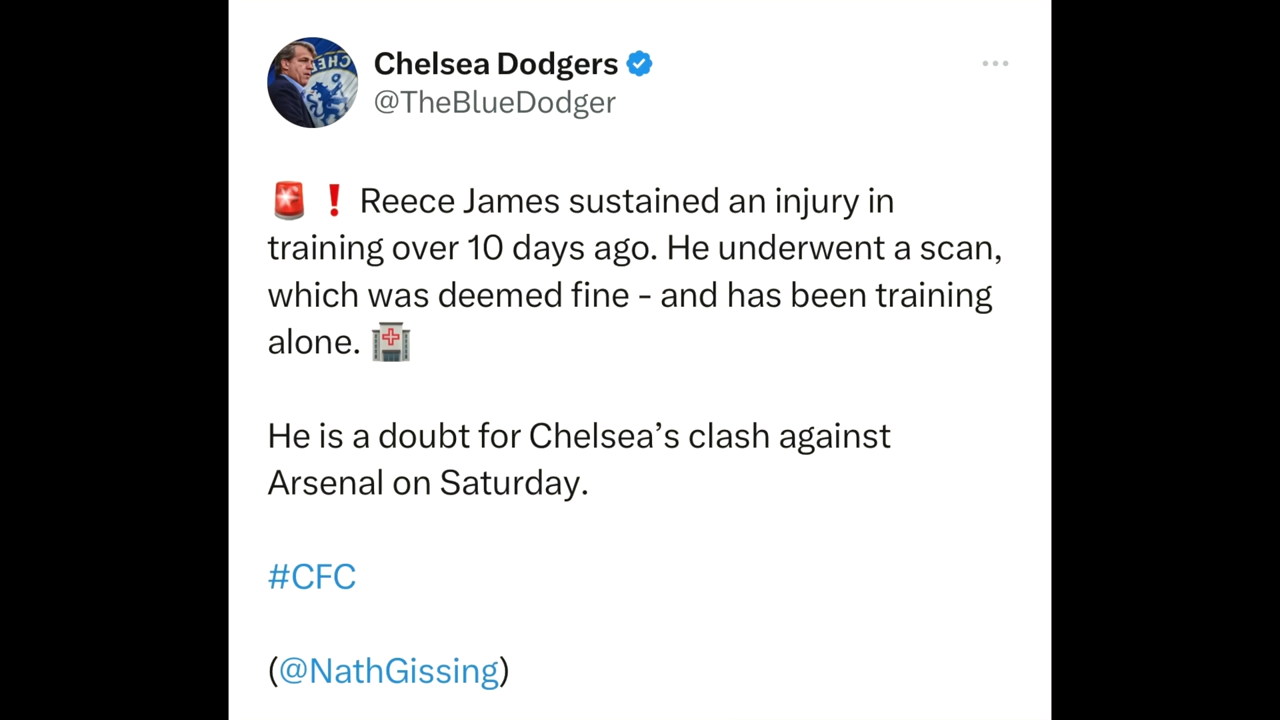 Chelsea Dodgers
@TheBlueDodger
🚨❗ Reece James sustained an injury in
training over 10 days ago. He underwent a scan,
which was deemed fine - and has been training
alone. 🏥
He is a doubt for Chelsea’s clash against
Arsenal on Saturday.
#CFC
(@NathGissing)